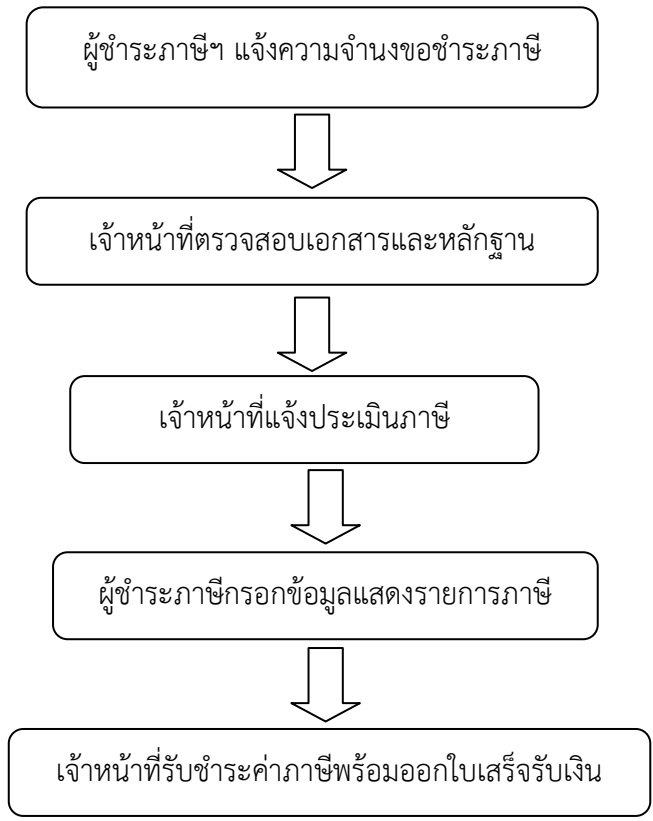 ผู้ชำระภาษีฯ แจ้งความจำนงขอชำระภาษี
เจ้าหน้าที่ตรวจสอบเอกสารและหลักฐาน
เจ้าหน้าที่แจ้งประเมินภาษี
ผู้ชำระภาษีกรอกข้อมูลแสดงรายการภาษี
เจ้าหน้าที่รับชำระค่าภาษีพร้อมออกใบเสร็จรับเงิน